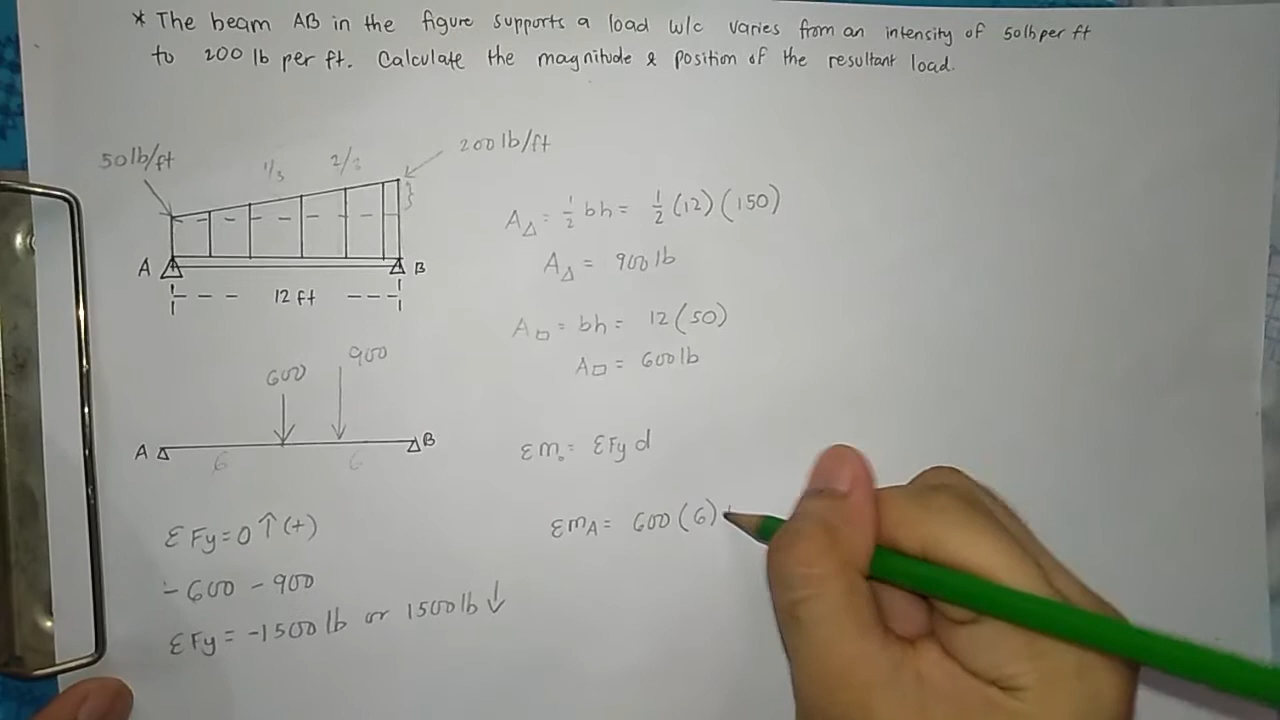 * The beam AB in the figure supports a load w/c varies from an intensity of 50lb per ft
to 200 lb per ft. Calculate the magnitude & position of the resultant load.
50lb/ft
1/3
2/3
200lb/ft
A
B
12 ft
600
900
A
B
6
6
ΣFy=0↑(+)
-600 -900
ΣFy= -1500 lb or 1500lb↓
A△ = 1/2 bh = 1/2 (12)(150)
A△ = 900 lb
A▭ = bh = 12(50)
A▭ = 600 lb
Σm₀= ΣFy d
ΣmA= 600(6)